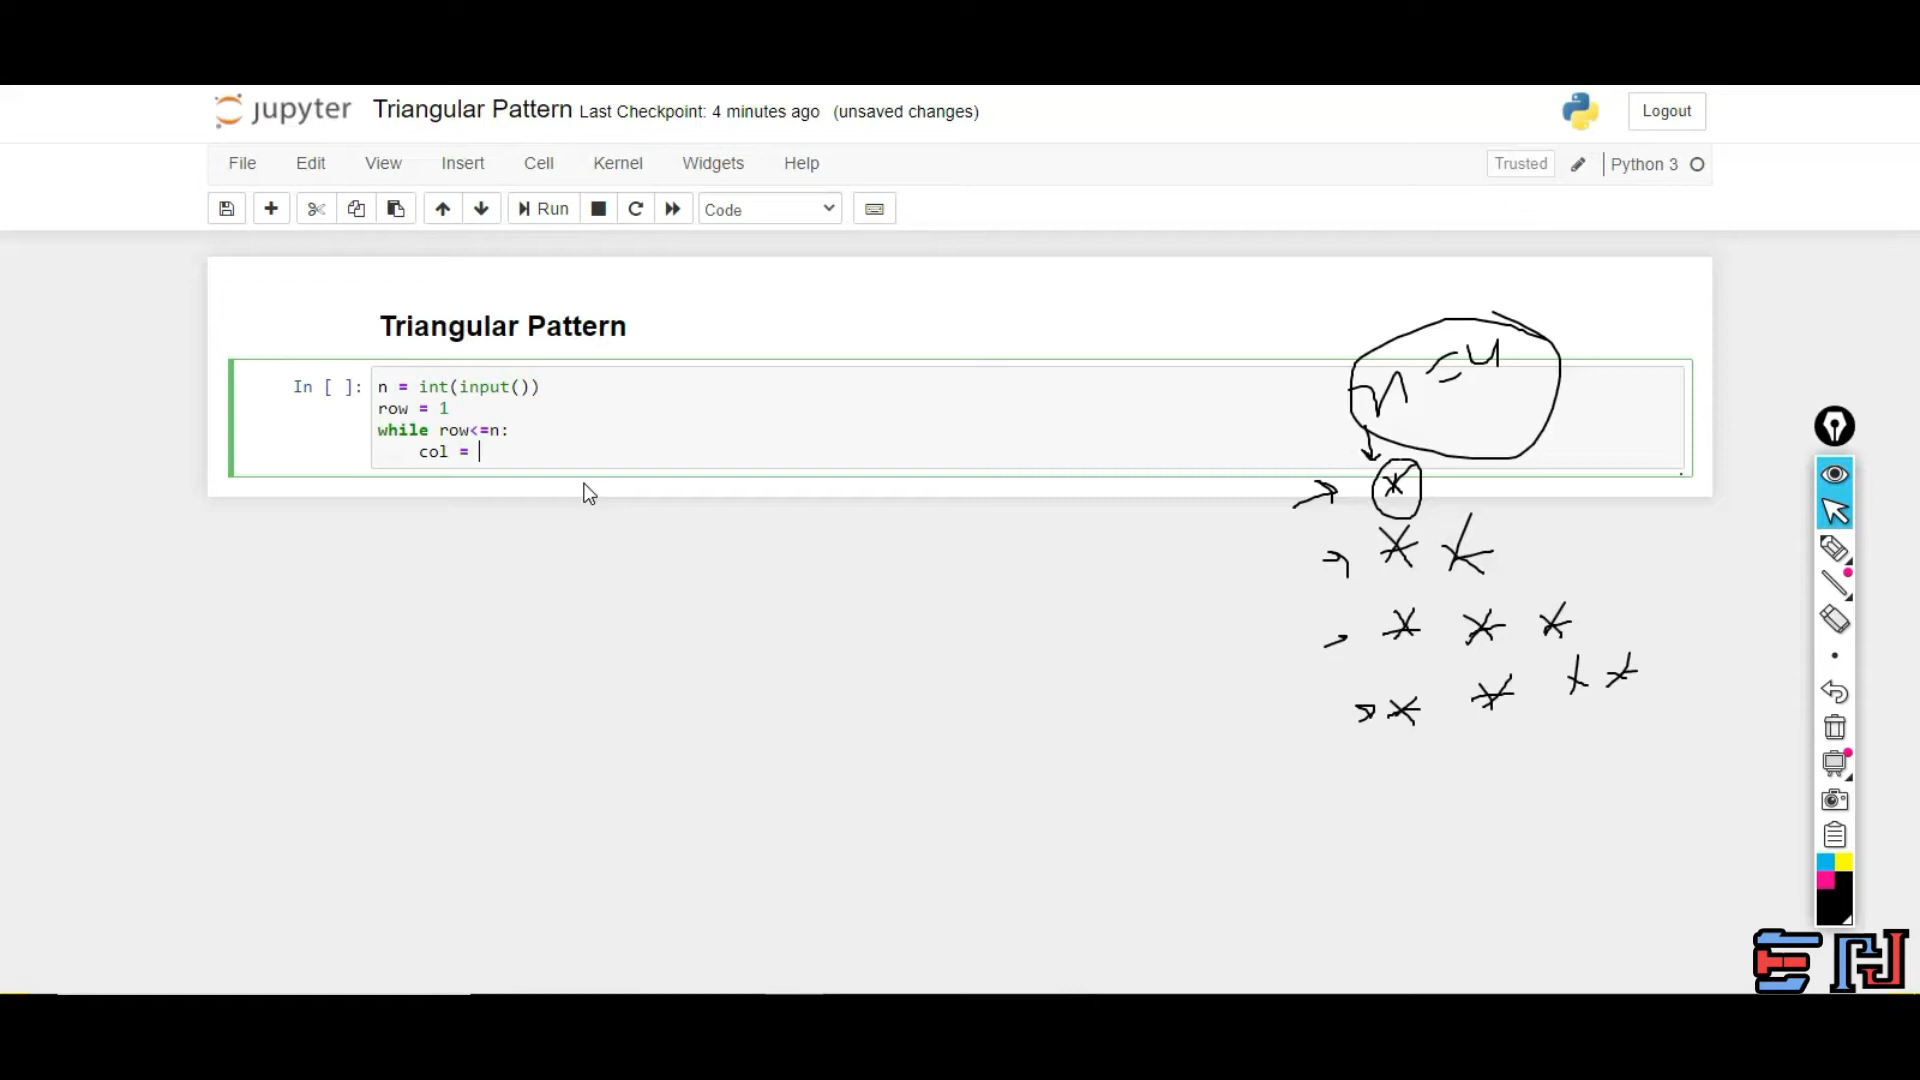 jupyter Triangular Pattern Last Checkpoint: 4 minutes ago (unsaved changes)
Logout
File Edit View Insert Cell Kernel Widgets Help
Trusted Python 3
Run Code
Triangular Pattern
In [ ]:
n = int(input())
row = 1
while row<=n:
    col =
n = 4
*
* *
* * *
* * * *